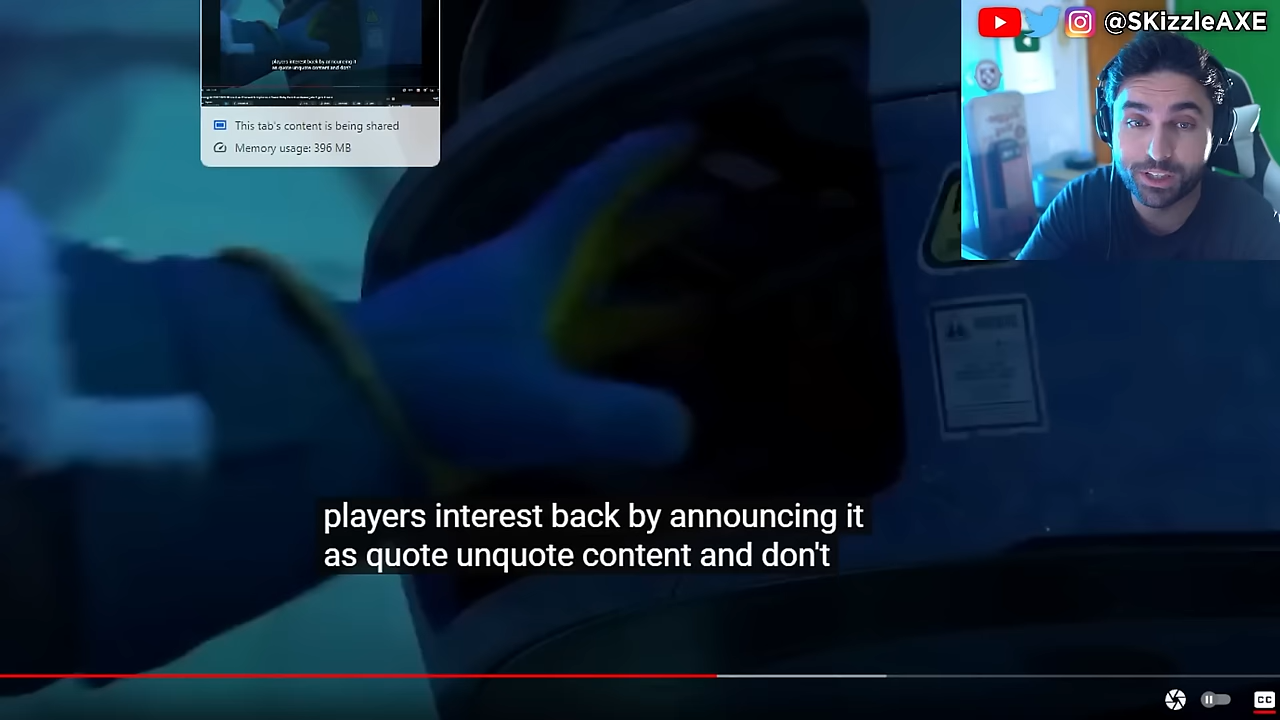 @SKizzleAXE
This tab's content is being shared
Memory usage: 396 MB
players interest back by announcing it
as quote unquote content and don't
CC